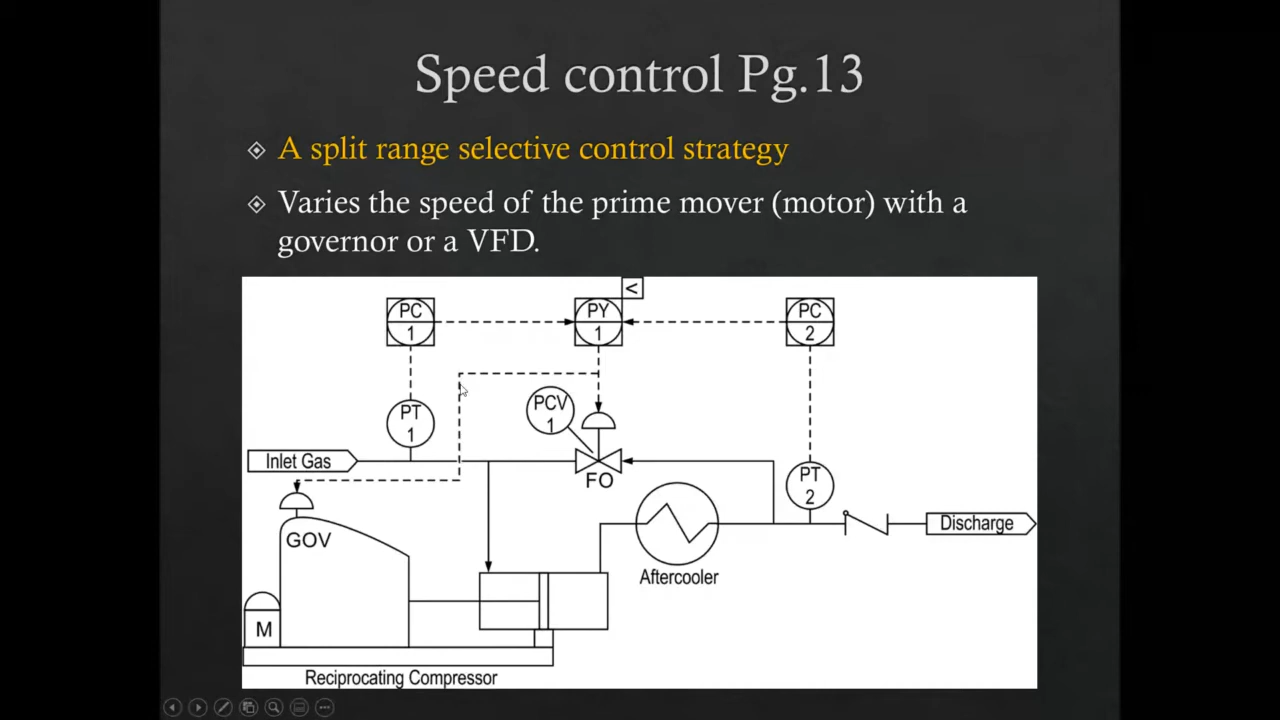 Speed control Pg.13
A split range selective control strategy
Varies the speed of the prime mover (motor) with a
governor or a VFD.
<
PC
1
PY
1
PC
2
PT
1
PCV
1
Inlet Gas
FO
PT
2
GOV
Discharge
Aftercooler
M
Reciprocating Compressor